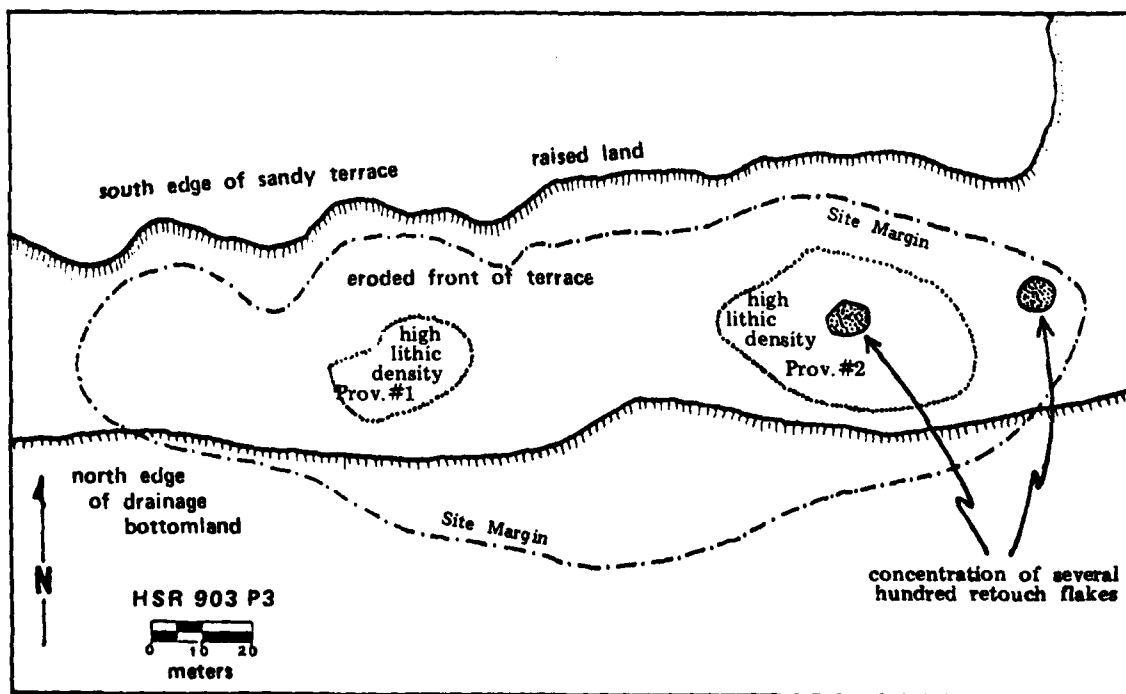 raised land
south edge of sandy terrace
Site Margin
eroded front of terrace
high
lithic
density
Prov. #1
high
lithic
density
Prov. #2
north edge
of drainage
bottomland
Site Margin
N
HSR 903 P3
0 10 20
meters
concentration of several
hundred retouch flakes